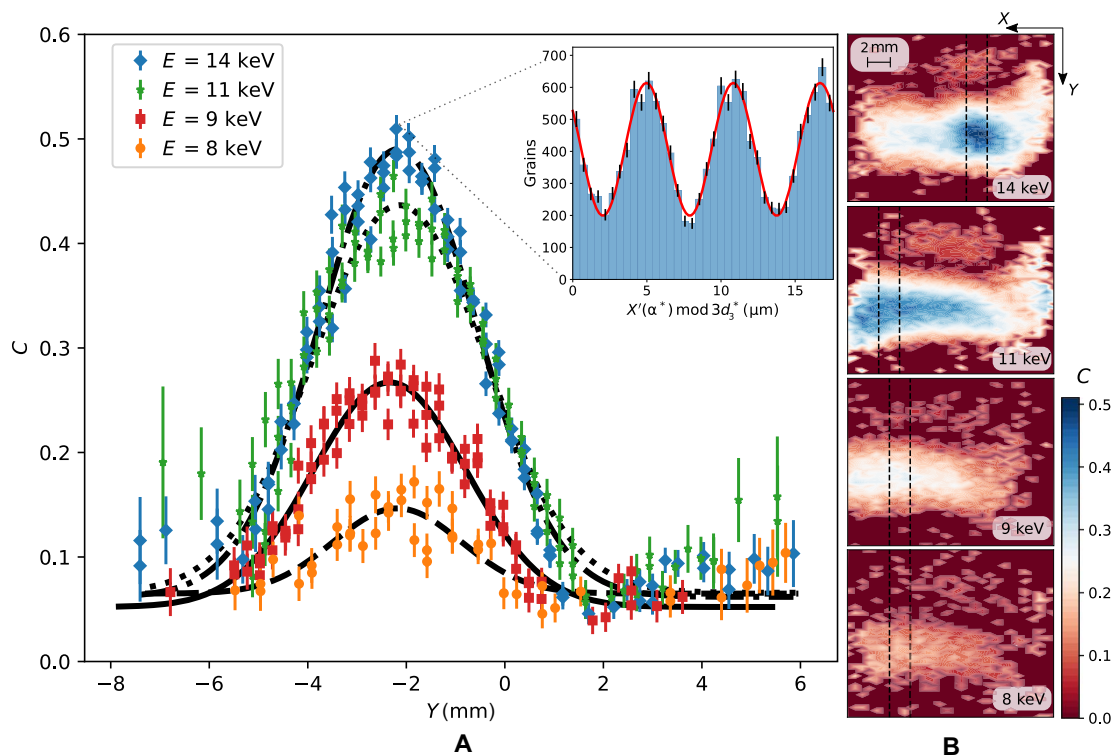 0.6
0.5
0.4
0.3
0.2
0.1
0.0
C
E = 14 keV
E = 11 keV
E = 9 keV
E = 8 keV
−8 −6 −4 −2 0 2 4 6
Y (mm)
A
700
600
500
400
300
200
100
0
Grains
0 5 10 15
X′(α*) mod 3d₃* (µm)
X
Y
2 mm
14 keV
11 keV
9 keV
8 keV
C
0.5
0.4
0.3
0.2
0.1
0.0
B